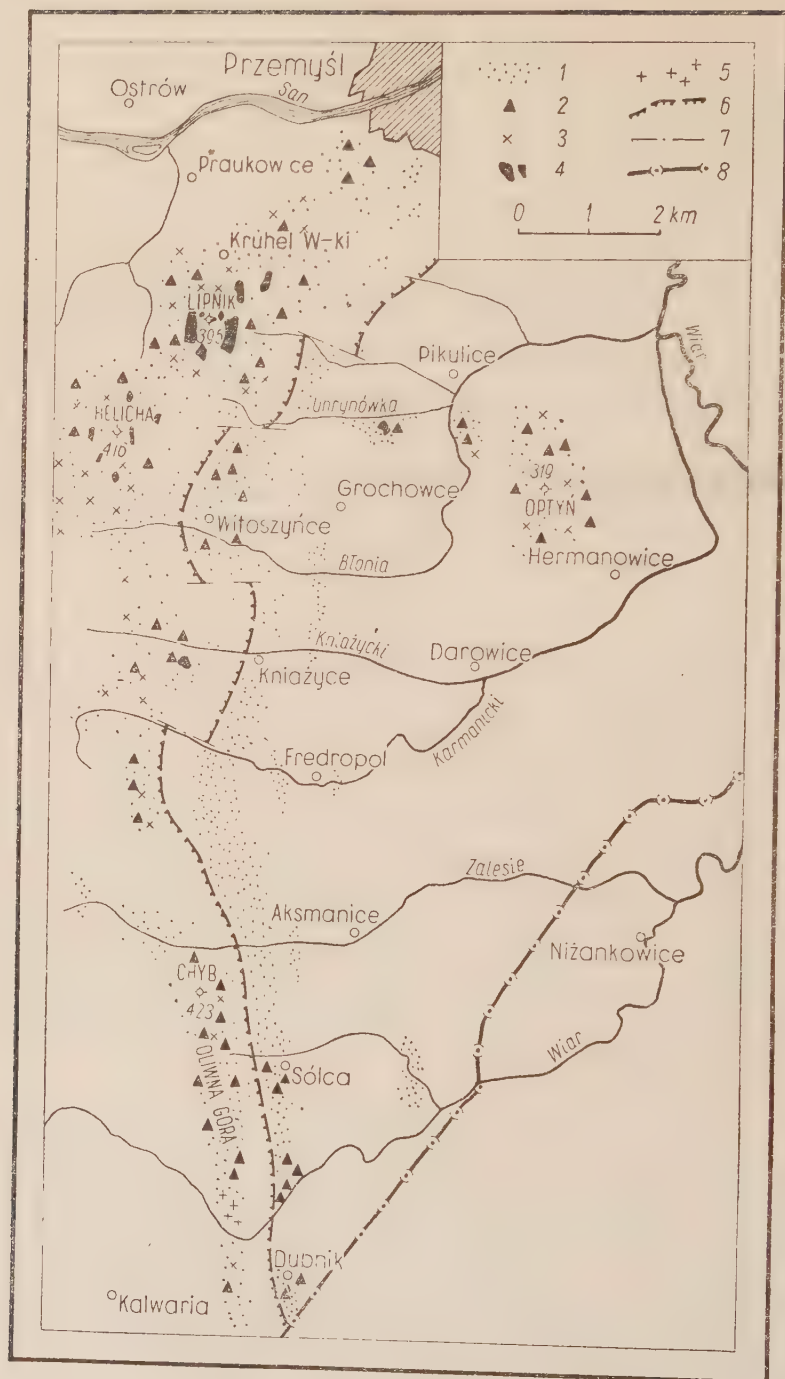 Przemyśl
San
Ostrów
Prałkowce
Kruhel W-ki
LIPNIK
395
1
2
3
4
5
6
7
8
0 1 2 km
Wiar
Pikulice
HELICHA
416
Grochowce
319
OPTYŃ
Witoszyńce
Błonia
Hermanowice
Kniażycki
Darowice
Kniażyce
Karmanicki
Fredropol
Zalesie
Aksmanice
Niżankowice
CHYB
423
OLIWNA GÓRA
Wiar
Sólca
Dubnik
Kalwaria